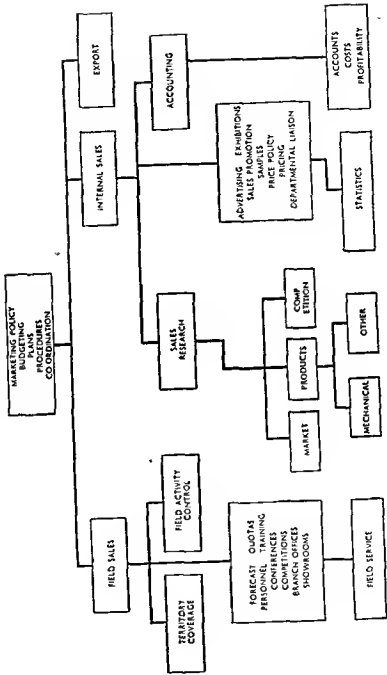 MARKETING POLICY
BUDGETING
PLANS
PROCEDURES
CO ORDINATION
FIELD SALES
INTERNAL SALES
EXPORT
TERRITORY
COVERAGE
FIELD ACTIVITY
CONTROL
SALES
RESEARCH
ACCOUNTING
FORECAST QUOTAS
PERSONNEL TRAINING
CONFERENCES
COMPETITIONS
BRANCH OFFICES
SHOWROOMS
FIELD SERVICE
MARKET
PRODUCTS
COMP
ETITION
MECHANICAL
OTHER
ADVERTISING EXHIBITIONS
SALES PROMOTION
SAMPLES
PRICE POLICY
PRICING
DEPARTMENTAL LIAISON
STATISTICS
ACCOUNTS
COSTS
PROFITABILITY